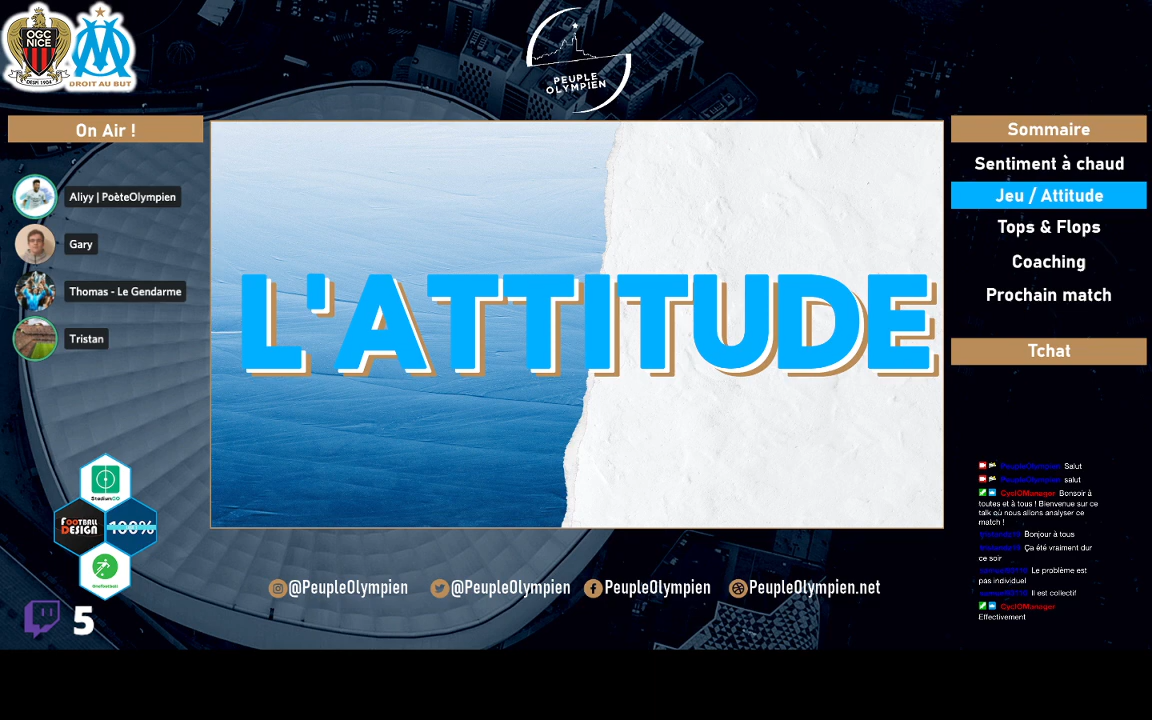 OGC
NICE
DEPUIS 1904
DROIT AU BUT
PEUPLE
OLYMPIEN
On Air !
Aliyy | PoèteOlympien
Gary
Thomas - Le Gendarme
Tristan
L'ATTITUDE
Sommaire
Sentiment à chaud
Jeu / Attitude
Tops & Flops
Coaching
Prochain match
Tchat
PeupleOlympien Salut
PeupleOlympien salut
CyclOManager Bonsoir à
toutes et à tous ! Bienvenue sur ce
talk où nous allons analyser ce
match !
Bonjour à tous
Ça été vraiment dur
ce soir
Le problème est
pas individuel
Il est collectif
CyclOManager
Effectivement
StadiumGO
FOOTBALL
DESIGN
100%
@PeupleOlympien
@PeupleOlympien
PeupleOlympien
PeupleOlympien.net
5